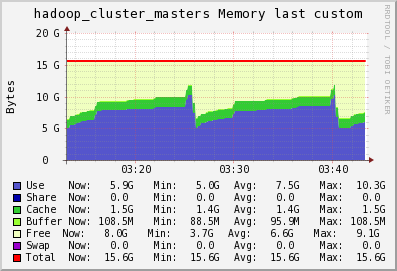 hadoop_cluster_masters Memory last custom
RRDTOOL / TOBI OETIKER
Bytes
20 G
15 G
10 G
5 G
0
03:20 03:30 03:40
Use Now: 5.9G Min: 5.0G Avg: 7.5G Max: 10.3G
Share Now: 0.0 Min: 0.0 Avg: 0.0 Max: 0.0
Cache Now: 1.5G Min: 1.4G Avg: 1.4G Max: 1.5G
Buffer Now: 108.5M Min: 88.5M Avg: 95.9M Max: 108.5M
Free Now: 8.0G Min: 3.7G Avg: 6.6G Max: 9.1G
Swap Now: 0.0 Min: 0.0 Avg: 0.0 Max: 0.0
Total Now: 15.6G Min: 15.6G Avg: 15.6G Max: 15.6G